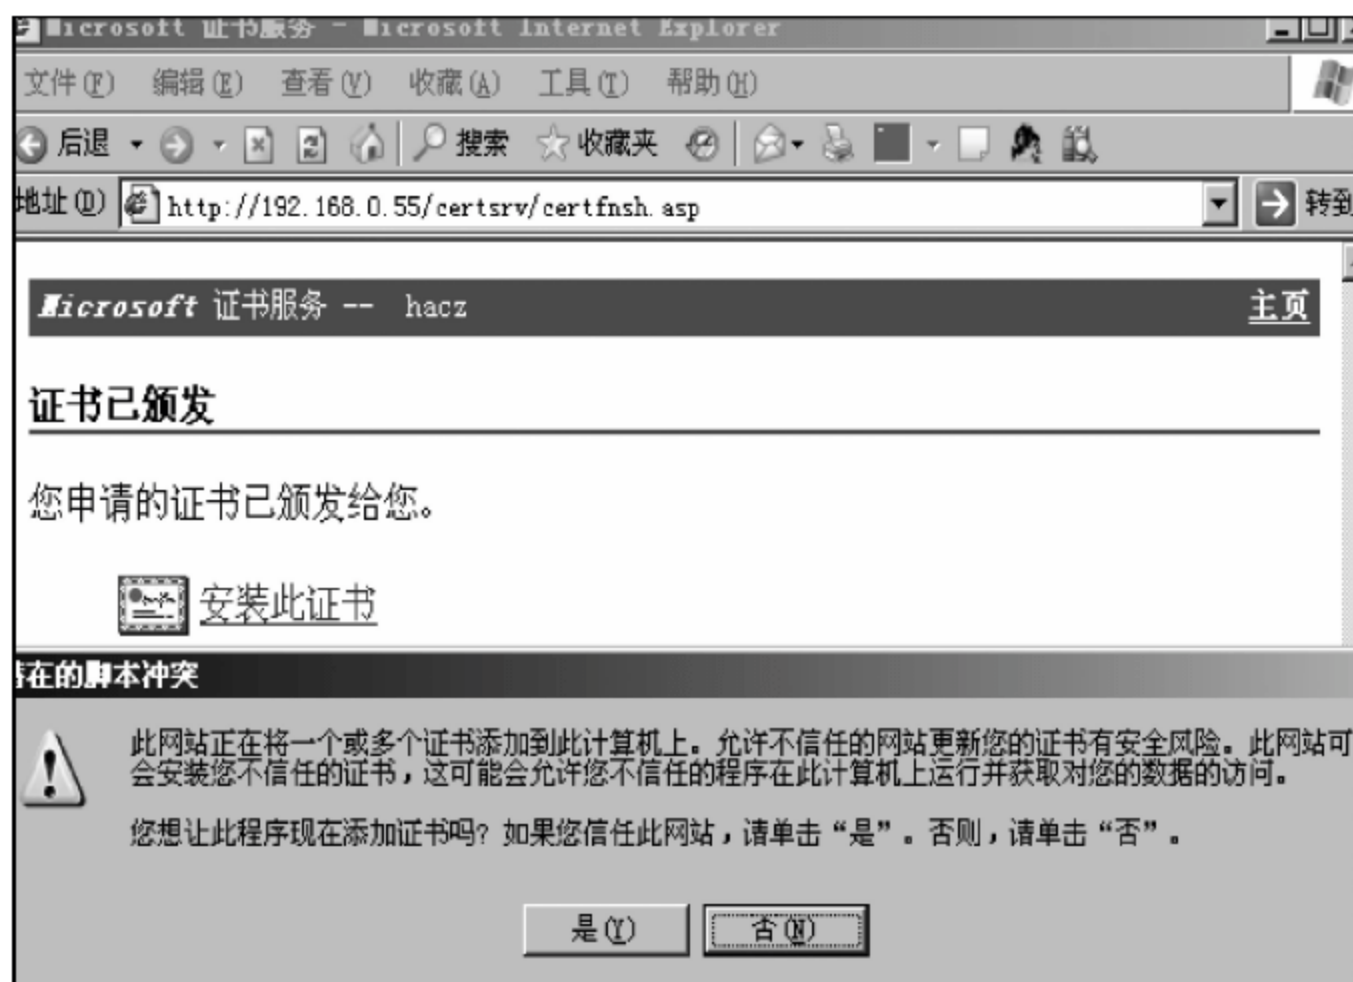 Microsoft 证书服务 - Microsoft Internet Explorer
文件(F) 编辑(E) 查看(V) 收藏(A) 工具(T) 帮助(H)
后退 搜索 收藏夹
地址(D) http://192.168.0.55/certsrv/certfnsh.asp 转到
Microsoft 证书服务 -- hacz 主页
证书已颁发
您申请的证书已颁发给您。
安装此证书
潜在的脚本冲突
此网站正在将一个或多个证书添加到此计算机上。允许不信任的网站更新您的证书有安全风险。此网站可
会安装您不信任的证书，这可能会允许您不信任的程序在此计算机上运行并获取对您的数据的访问。
您想让此程序现在添加证书吗? 如果您信任此网站，请单击“是”。否则，请单击“否”。
是(Y) 否(N)